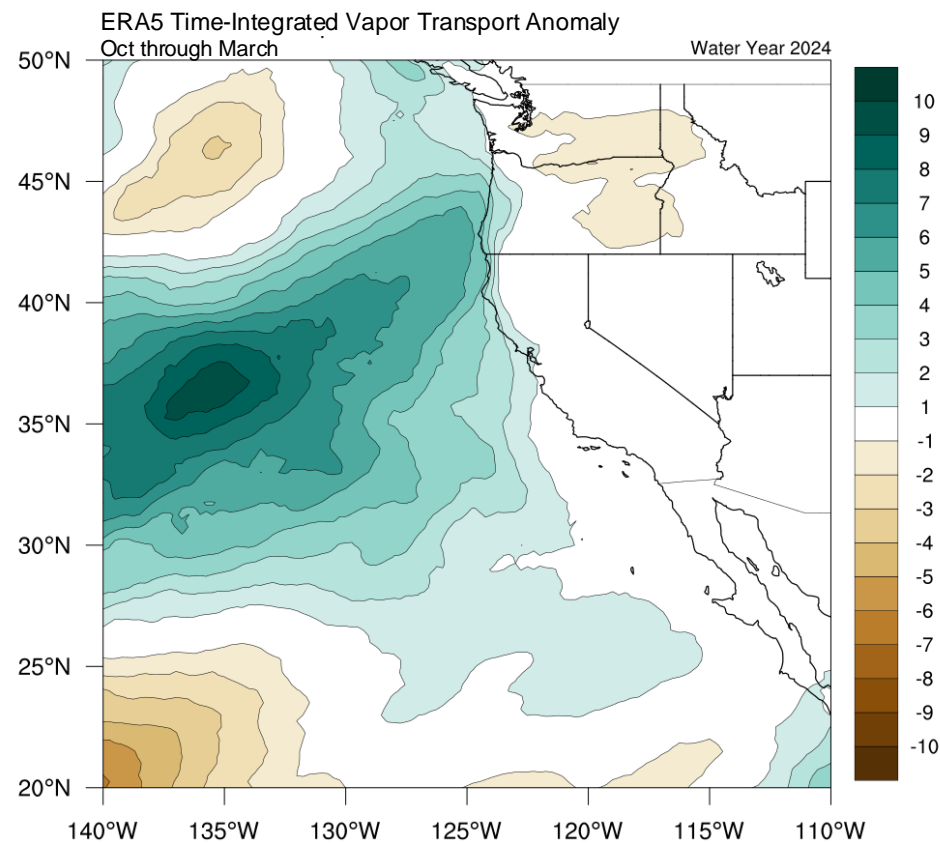 ERA5 Time-Integrated Vapor Transport Anomaly
Oct through March
Water Year 2024
50°N
45°N
40°N
35°N
30°N
25°N
20°N
140°W
135°W
130°W
125°W
120°W
115°W
110°W
10
9
8
7
6
5
4
3
2
1
-1
-2
-3
-4
-5
-6
-7
-8
-9
-10